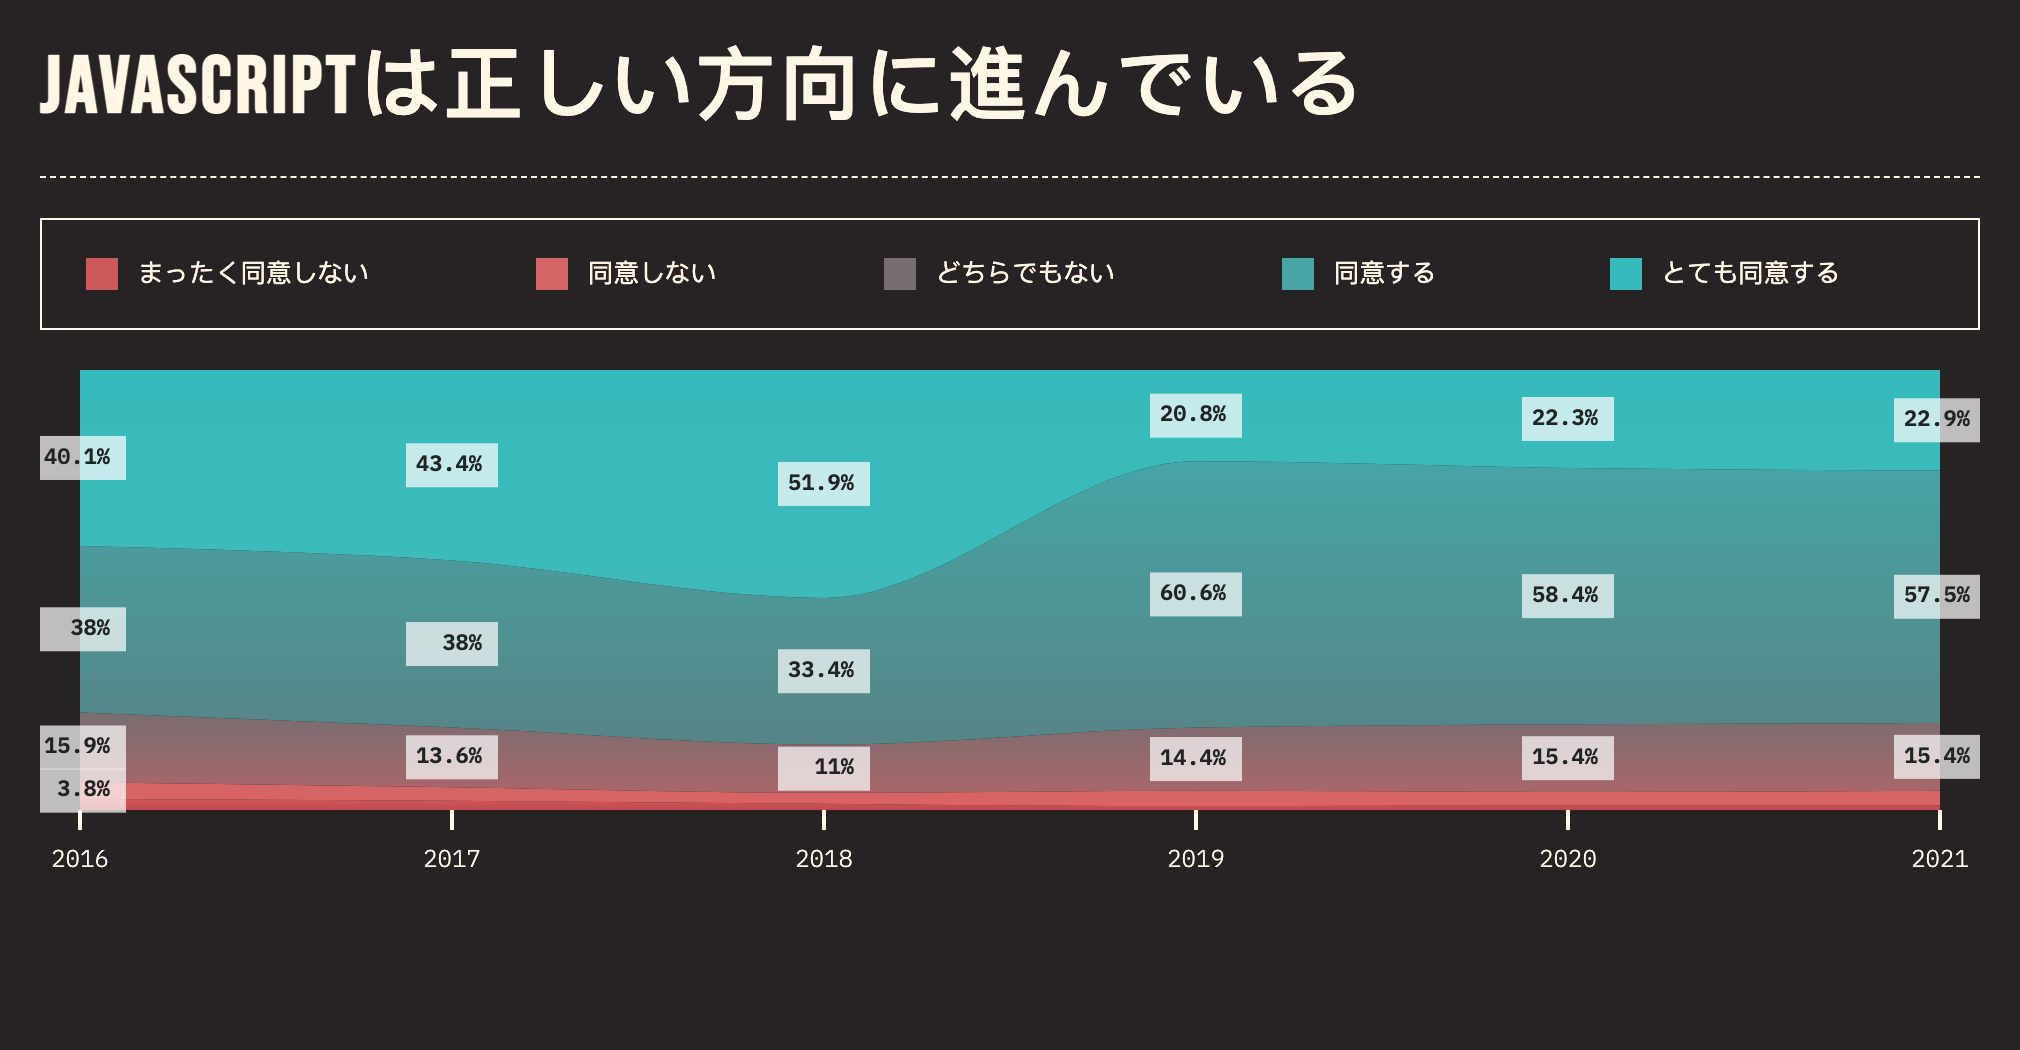 JAVASCRIPTは正しい方向に進んでいる
まったく同意しない 同意しない どちらでもない 同意する とても同意する
40.1% 43.4% 51.9% 20.8% 22.3% 22.9%
38% 38% 33.4% 60.6% 58.4% 57.5%
15.9% 13.6% 11% 14.4% 15.4% 15.4%
3.8%
2016 2017 2018 2019 2020 2021